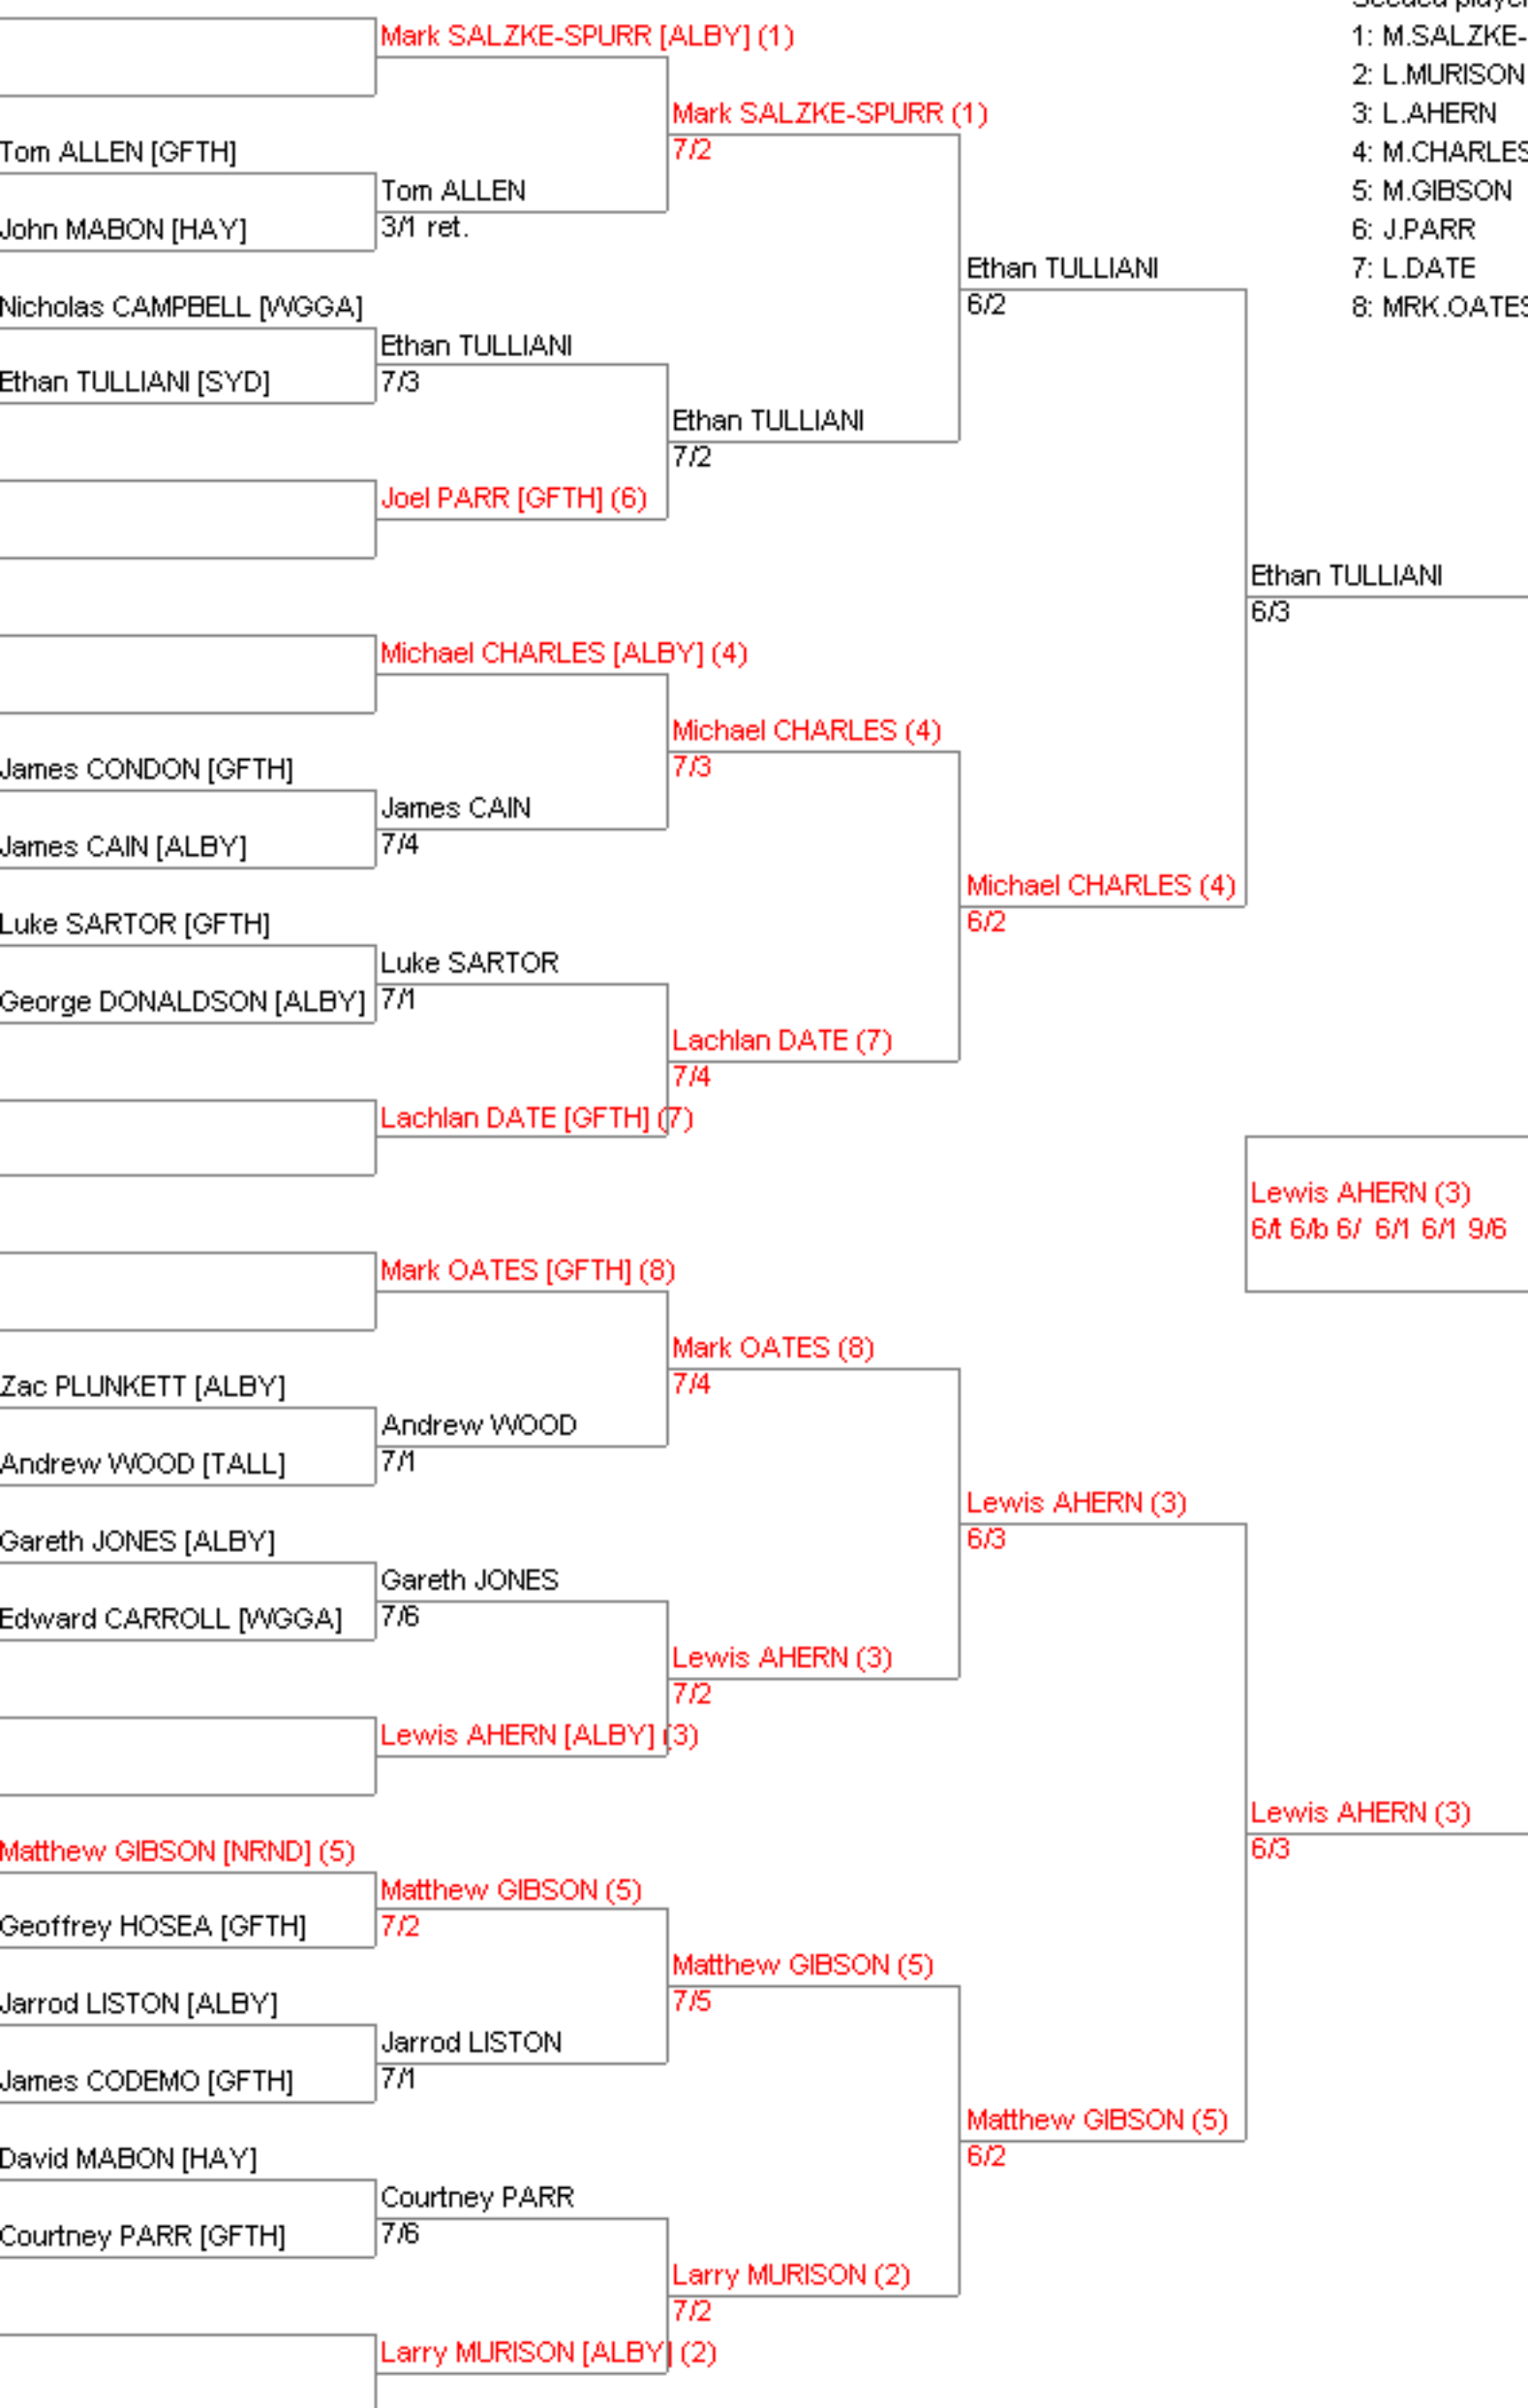 Mark SALZKE-SPURR [ALBY] (1)
Mark SALZKE-SPURR (1)
7/2
Tom ALLEN [GFTH]
Tom ALLEN
3/1 ret.
John MABON [HAY]
Ethan TULLIANI
6/2
Nicholas CAMPBELL [WGGA]
Ethan TULLIANI
7/3
Ethan TULLIANI [SYD]
Ethan TULLIANI
7/2
Joel PARR [GFTH] (6)
Ethan TULLIANI
6/3
Michael CHARLES [ALBY] (4)
Michael CHARLES (4)
7/3
James CONDON [GFTH]
James CAIN
7/4
James CAIN [ALBY]
Michael CHARLES (4)
6/2
Luke SARTOR [GFTH]
Luke SARTOR
7/1
George DONALDSON [ALBY]
Lachlan DATE (7)
7/4
Lachlan DATE [GFTH] (7)
Lewis AHERN (3)
6/t 6/b 6/ 6/1 6/1 9/6
Mark OATES [GFTH] (8)
Mark OATES (8)
7/4
Zac PLUNKETT [ALBY]
Andrew WOOD
7/1
Andrew WOOD [TALL]
Lewis AHERN (3)
6/3
Gareth JONES [ALBY]
Gareth JONES
7/6
Edward CARROLL [WGGA]
Lewis AHERN (3)
7/2
Lewis AHERN [ALBY] (3)
Lewis AHERN (3)
6/3
Matthew GIBSON [NRND] (5)
Matthew GIBSON (5)
7/2
Geoffrey HOSEA [GFTH]
Matthew GIBSON (5)
7/5
Jarrod LISTON [ALBY]
Jarrod LISTON
7/1
James CODEMO [GFTH]
Matthew GIBSON (5)
6/2
David MABON [HAY]
Courtney PARR
7/6
Courtney PARR [GFTH]
Larry MURISON (2)
7/2
Larry MURISON [ALBY] (2)
1: M.SALZKE-
2: L.MURISON
3: L.AHERN
4: M.CHARLES
5: M.GIBSON
6: J.PARR
7: L.DATE
8: MRK.OATES